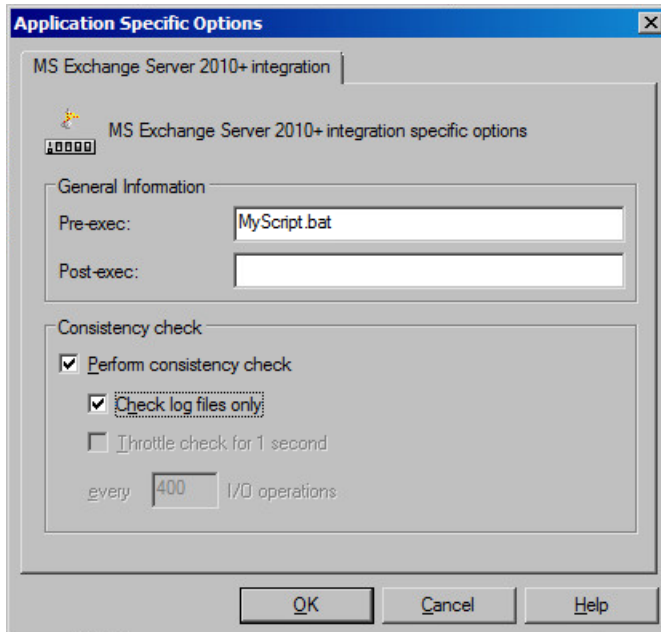 Application Specific Options
MS Exchange Server 2010+ integration
MS Exchange Server 2010+ integration specific options
General Information
Pre-exec: MyScript.bat
Post-exec:
Consistency check
Perform consistency check
Check log files only
Throttle check for 1 second
every 400 I/O operations
OK Cancel Help